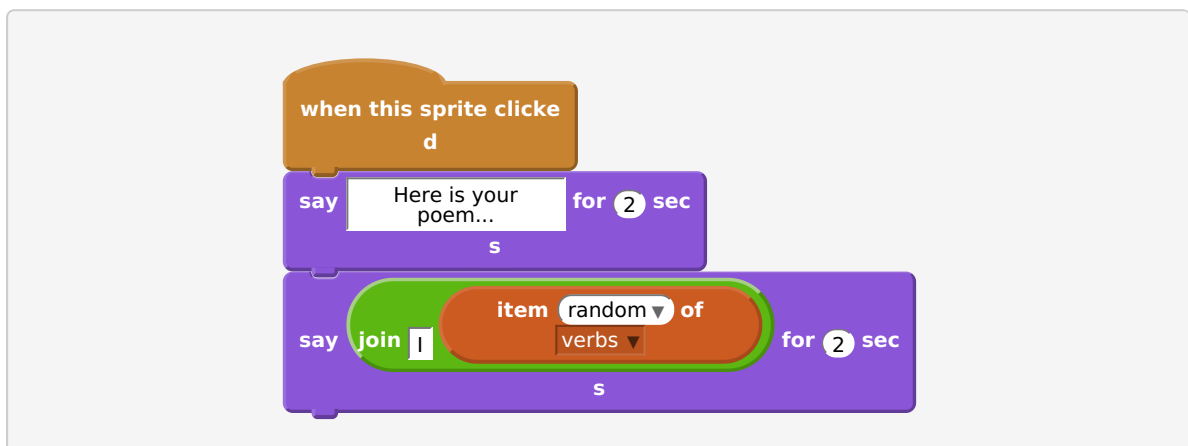 when this sprite clicke
d
say Here is your for 2 sec
poem...
s
item random ▼ of
say join I verbs ▼ for 2 sec
s